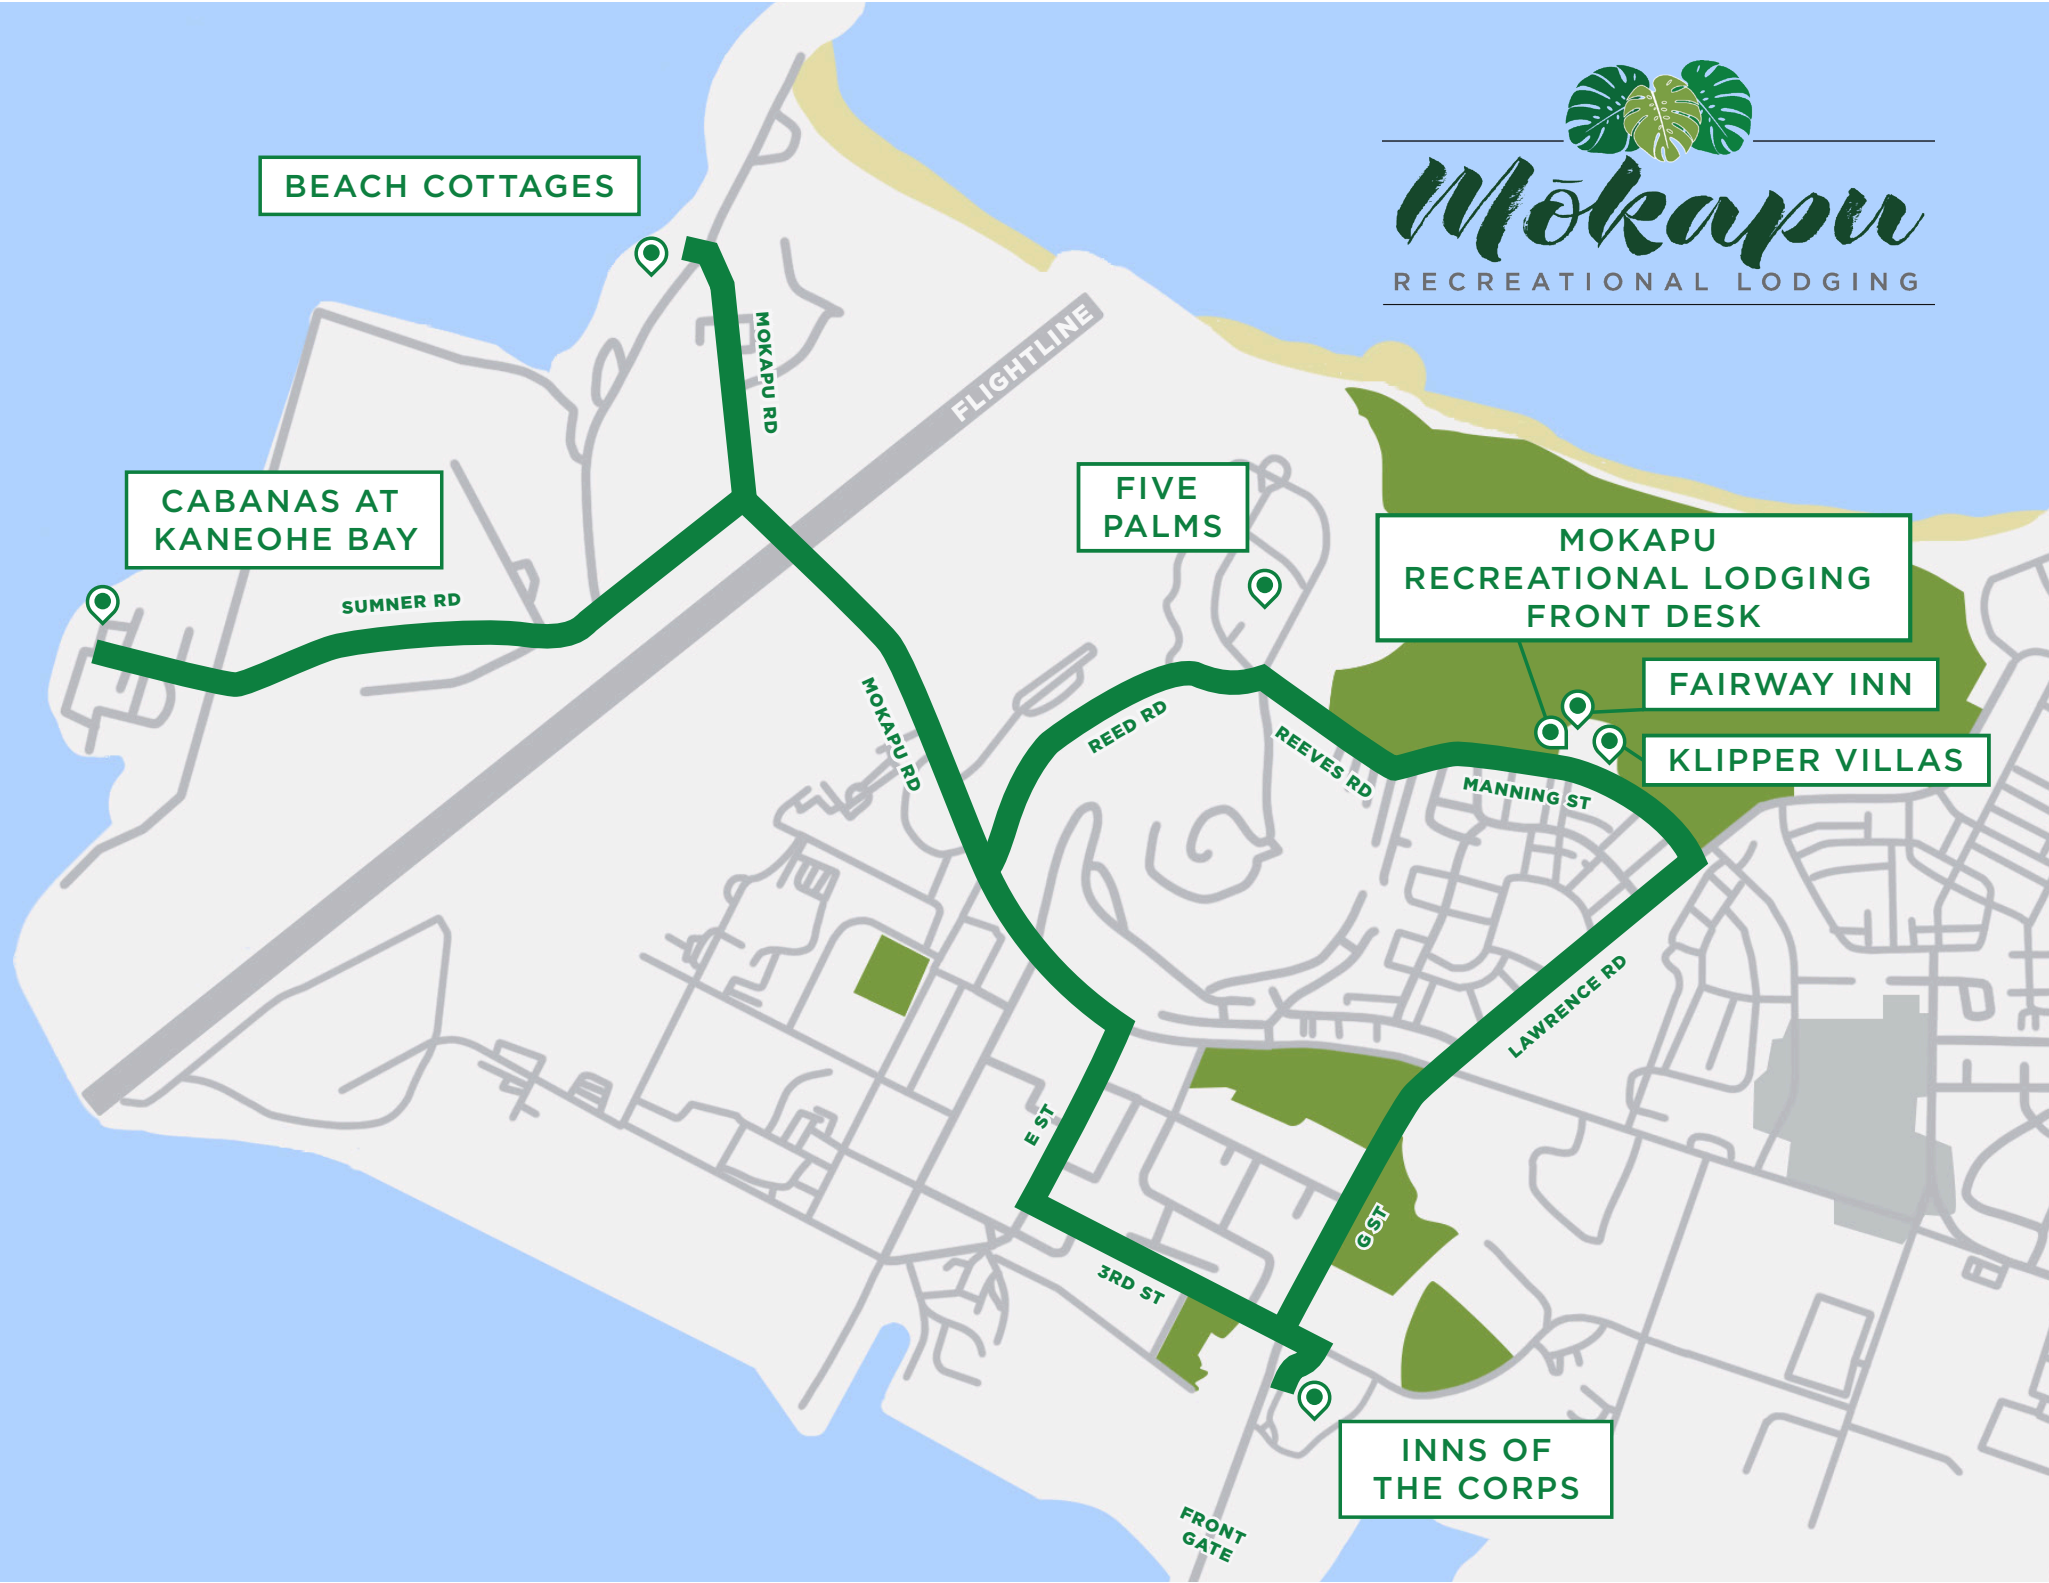 Mōkapu
RECREATIONAL LODGING
BEACH COTTAGES
MOKAPU RD
FLIGHTLINE
CABANAS AT
KANEOHE BAY
SUMNER RD
FIVE
PALMS
MOKAPU
RECREATIONAL LODGING
FRONT DESK
FAIRWAY INN
KLIPPER VILLAS
MOKAPU RD
REED RD
REEVES RD
MANNING ST
LAWRENCE RD
E ST
G ST
3RD ST
INNS OF
THE CORPS
FRONT
GATE